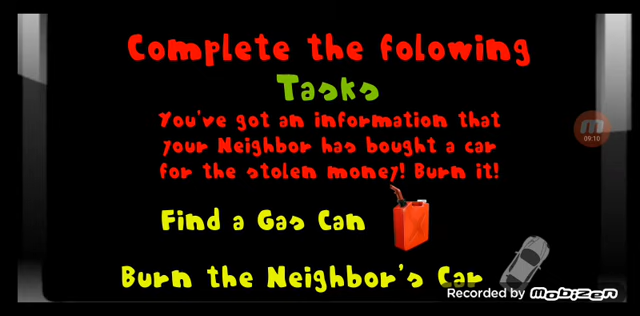 Complete the folowing
Tasks
You've got an information that
your Neighbor has bought a car
for the stolen money! Burn it!
Find a Gas Can
Burn the Neighbor's Car
09:10
Recorded by mobizen